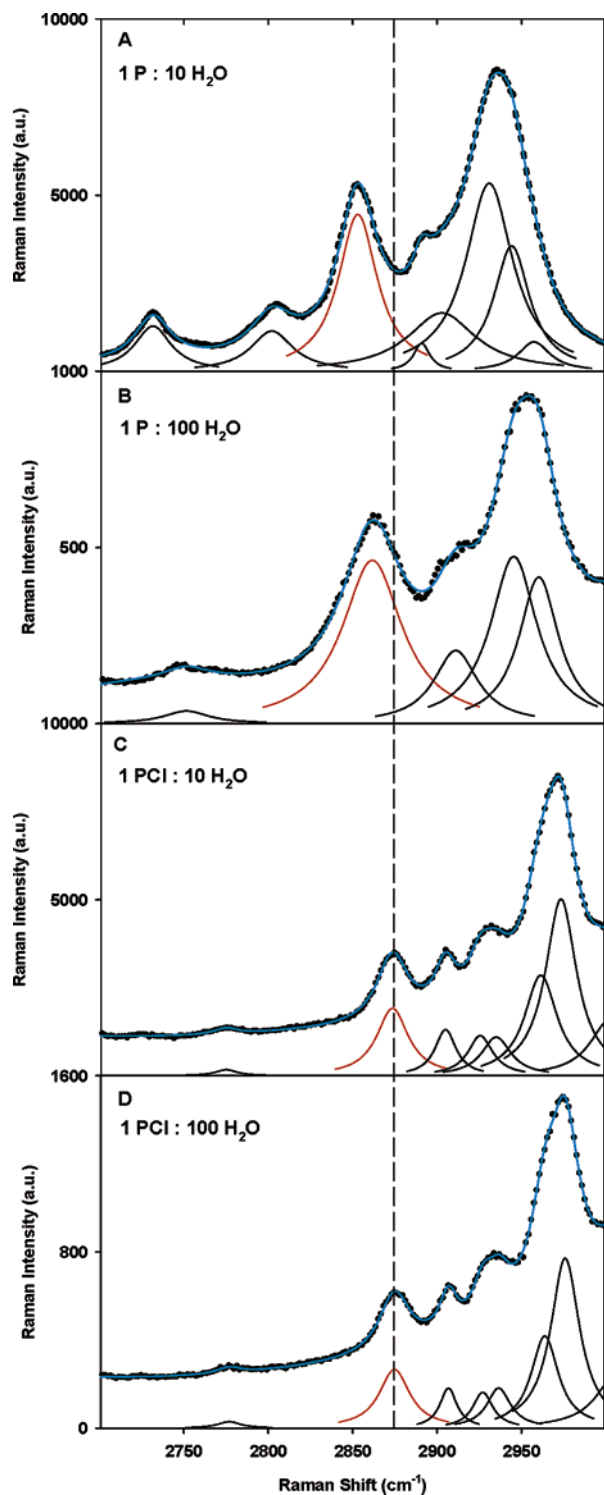 10000
A
1 P : 10 H₂O
5000
Raman Intensity (a.u.)
1000
B
1 P : 100 H₂O
500
Raman Intensity (a.u.)
10000
C
1 PCl : 10 H₂O
5000
Raman Intensity (a.u.)
1600
D
1 PCl : 100 H₂O
800
Raman Intensity (a.u.)
0
2750 2800 2850 2900 2950
Raman Shift (cm⁻¹)